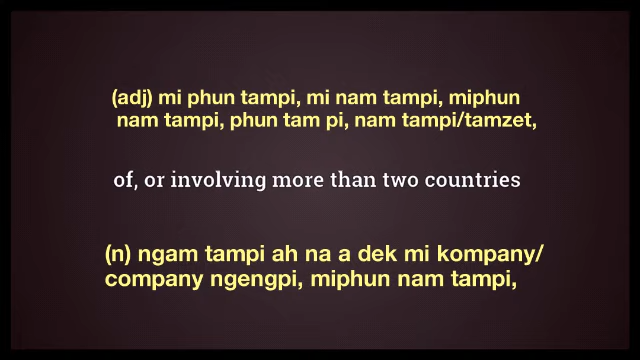 (adj) mi phun tampi, mi nam tampi, miphun
nam tampi, phun tam pi, nam tampi/tamzet,
of, or involving more than two countries
(n) ngam tampi ah na a dek mi kompany/
company ngengpi, miphun nam tampi,